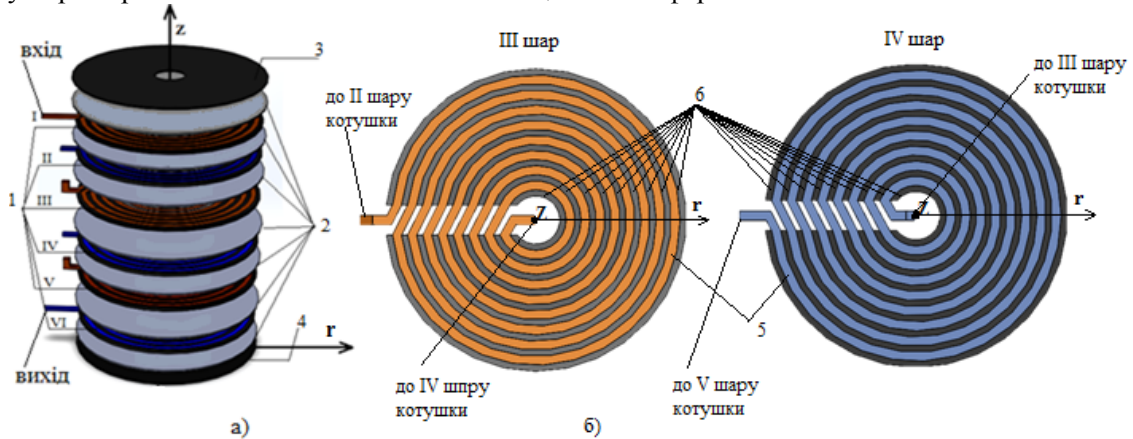 z
вхід
3
I
II
III
1
2
IV
V
4
VI
r
вихід
а)
III шар
IV шар
до II шару
котушки
6
до III шару
котушки
z
r
z
r
5
до IV шпру
котушки
до V шару
котушки
б)